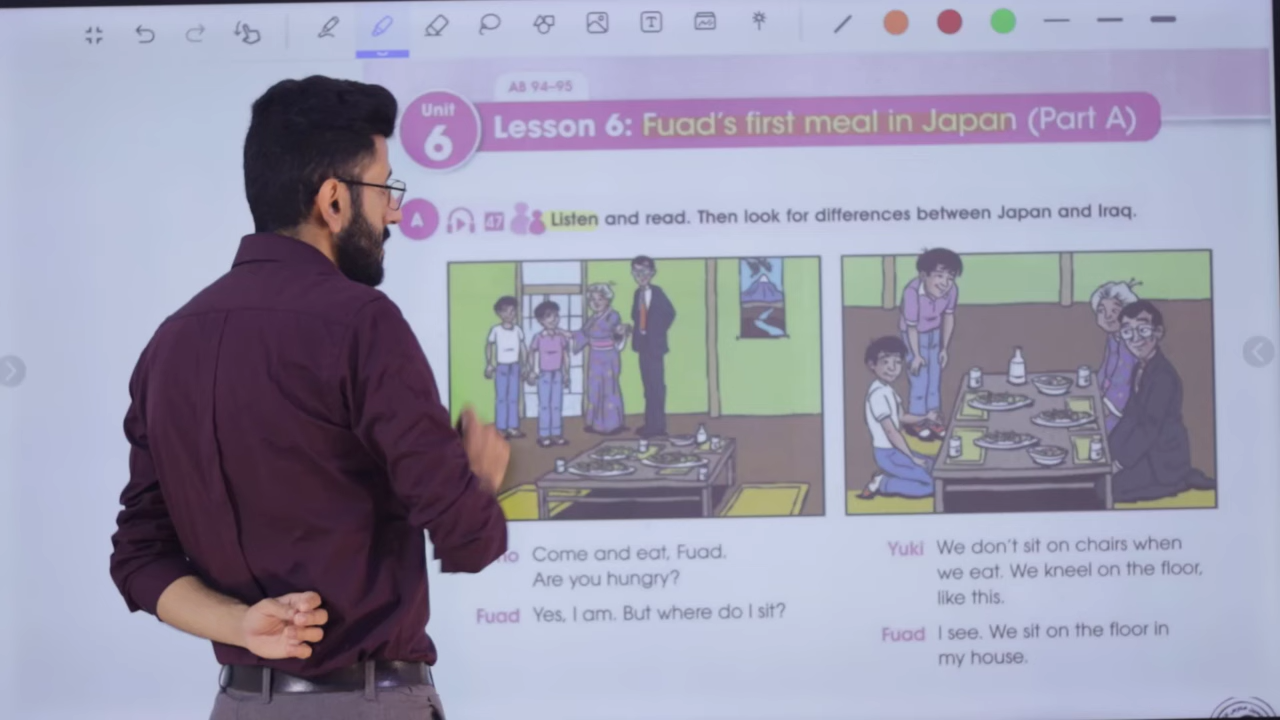 AB 94–95
Unit
6
Lesson 6: Fuad's first meal in Japan (Part A)
A
47
Listen and read. Then look for differences between Japan and Iraq.
Come and eat, Fuad.
Are you hungry?
Fuad Yes, I am. But where do I sit?
Yuki We don't sit on chairs when
we eat. We kneel on the floor,
like this.
Fuad I see. We sit on the floor in
my house.